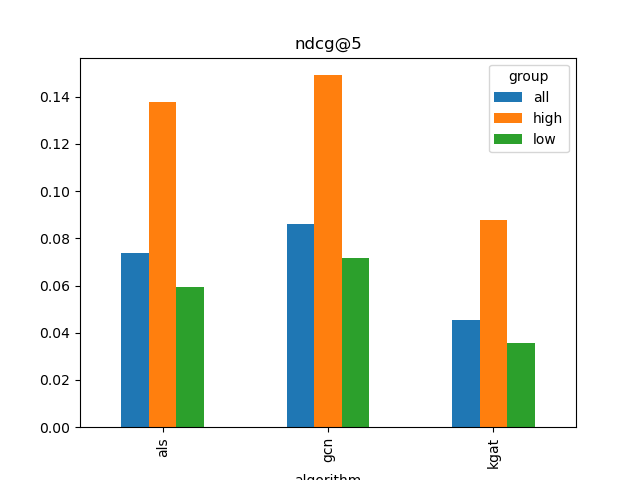 ndcg@5
group
all
high
low
0.14
0.12
0.10
0.08
0.06
0.04
0.02
0.00
als
gcn
kgat
algorithm